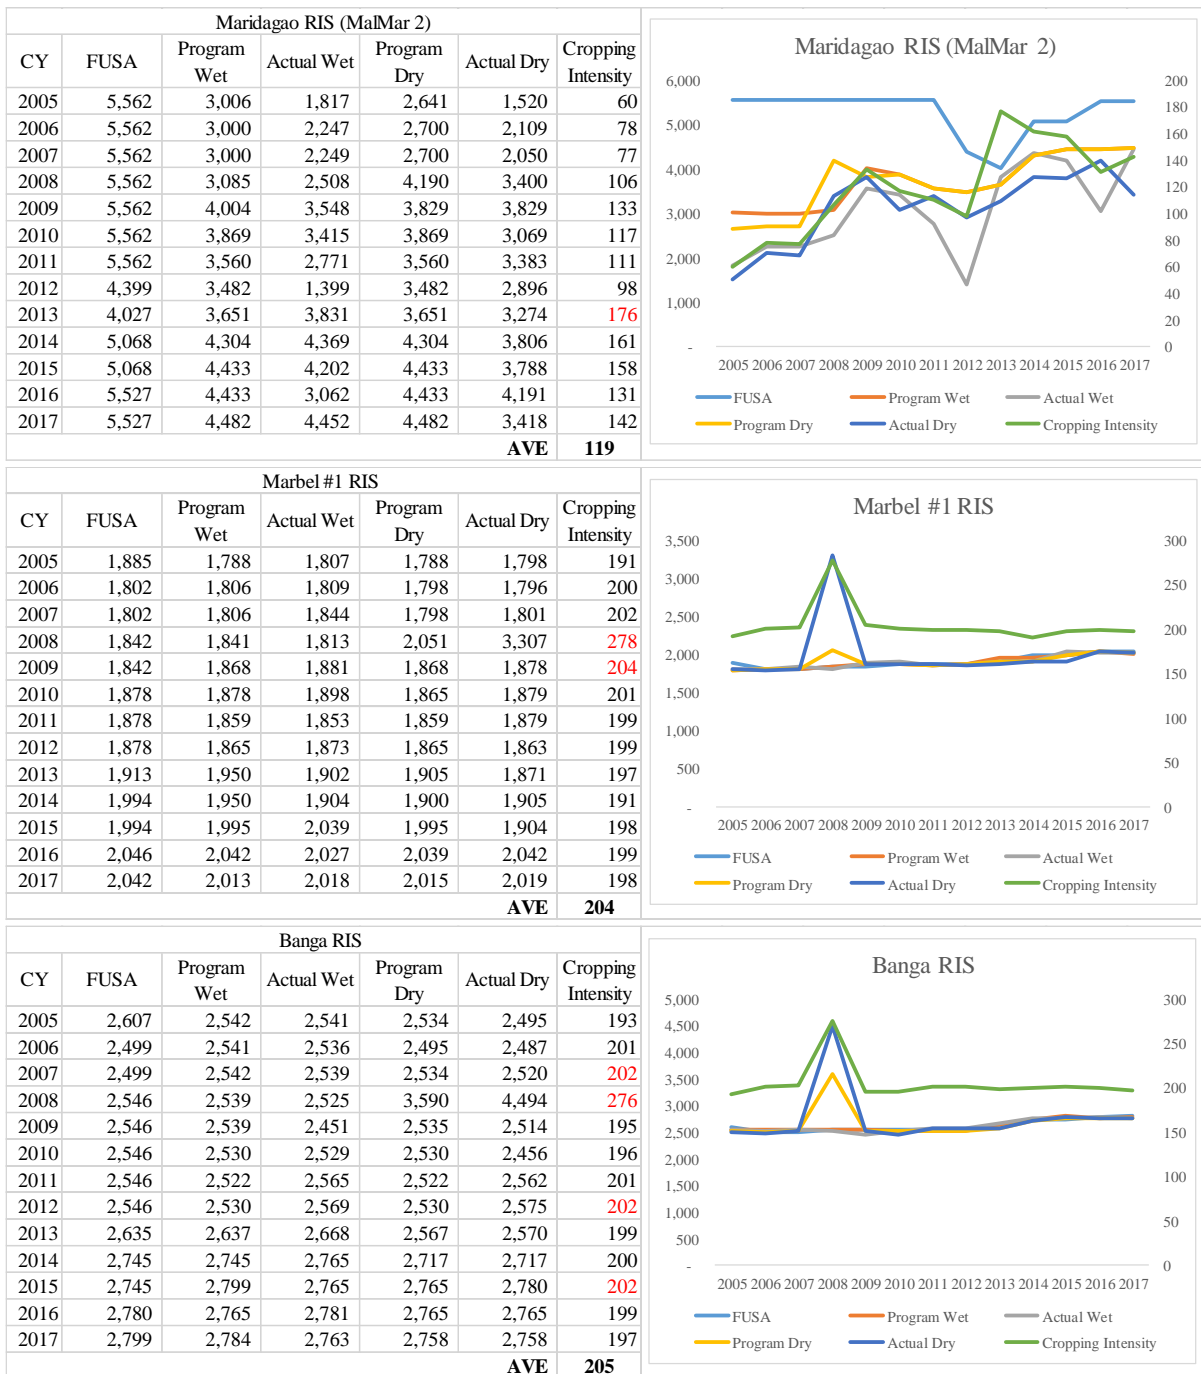 Maridagao RIS (MalMar 2)
CY FUSA Program Wet Actual Wet Program Dry Actual Dry Cropping Intensity
2005 5,562 3,006 1,817 2,641 1,520 60
2006 5,562 3,000 2,247 2,700 2,109 78
2007 5,562 3,000 2,249 2,700 2,050 77
2008 5,562 3,085 2,508 4,190 3,400 106
2009 5,562 4,004 3,548 3,829 3,829 133
2010 5,562 3,869 3,415 3,869 3,069 117
2011 5,562 3,560 2,771 3,560 3,383 111
2012 4,399 3,482 1,399 3,482 2,896 98
2013 4,027 3,651 3,831 3,651 3,274 176
2014 5,068 4,304 4,369 4,304 3,806 161
2015 5,068 4,433 4,202 4,433 3,788 158
2016 5,527 4,433 3,062 4,433 4,191 131
2017 5,527 4,482 4,452 4,482 3,418 142
AVE 119
Maridagao RIS (MalMar 2)
6,000 200
5,000 180
4,000 160
3,000 140
2,000 120
1,000 100
- 80
60
40
20
0
2005 2006 2007 2008 2009 2010 2011 2012 2013 2014 2015 2016 2017
FUSA Program Wet Actual Wet
Program Dry Actual Dry Cropping Intensity
Marbel #1 RIS
CY FUSA Program Wet Actual Wet Program Dry Actual Dry Cropping Intensity
2005 1,885 1,788 1,807 1,788 1,798 191
2006 1,802 1,806 1,809 1,798 1,796 200
2007 1,802 1,806 1,844 1,798 1,801 202
2008 1,842 1,841 1,813 2,051 3,307 278
2009 1,842 1,868 1,881 1,868 1,878 204
2010 1,878 1,878 1,898 1,865 1,879 201
2011 1,878 1,859 1,853 1,859 1,879 199
2012 1,878 1,865 1,873 1,865 1,863 199
2013 1,913 1,950 1,902 1,905 1,871 197
2014 1,994 1,950 1,904 1,900 1,905 191
2015 1,994 1,995 2,039 1,995 1,904 198
2016 2,046 2,042 2,027 2,039 2,042 199
2017 2,042 2,013 2,018 2,015 2,019 198
AVE 204
Marbel #1 RIS
3,500 300
3,000 250
2,500 200
2,000 150
1,500 100
1,000 50
500 0
-
2005 2006 2007 2008 2009 2010 2011 2012 2013 2014 2015 2016 2017
FUSA Program Wet Actual Wet
Program Dry Actual Dry Cropping Intensity
Banga RIS
CY FUSA Program Wet Actual Wet Program Dry Actual Dry Cropping Intensity
2005 2,607 2,542 2,541 2,534 2,495 193
2006 2,499 2,541 2,536 2,495 2,487 201
2007 2,499 2,542 2,539 2,534 2,520 202
2008 2,546 2,539 2,525 3,590 4,494 276
2009 2,546 2,539 2,451 2,535 2,514 195
2010 2,546 2,530 2,529 2,530 2,456 196
2011 2,546 2,522 2,565 2,522 2,562 201
2012 2,546 2,530 2,569 2,530 2,575 202
2013 2,635 2,637 2,668 2,567 2,570 199
2014 2,745 2,745 2,765 2,717 2,717 200
2015 2,745 2,799 2,765 2,765 2,780 202
2016 2,780 2,765 2,781 2,765 2,765 199
2017 2,799 2,784 2,763 2,758 2,758 197
AVE 205
Banga RIS
5,000 300
4,500 250
4,000 200
3,500 150
3,000 100
2,500 50
2,000 0
1,500
1,000
500
-
2005 2006 2007 2008 2009 2010 2011 2012 2013 2014 2015 2016 2017
FUSA Program Wet Actual Wet
Program Dry Actual Dry Cropping Intensity